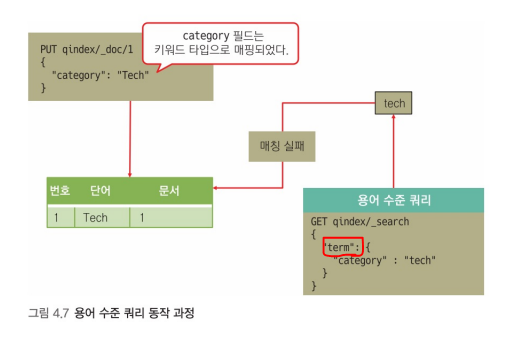 category 필드는
키워드 타입으로 매핑되었다.
PUT qindex/_doc/1
{
"category": "Tech"
}
tech
매칭 실패
번호 단어 문서
1 Tech 1
용어 수준 쿼리
GET qindex/_search
{
"term": {
"category" : "tech"
}
}
그림 4.7 용어 수준 쿼리 동작 과정